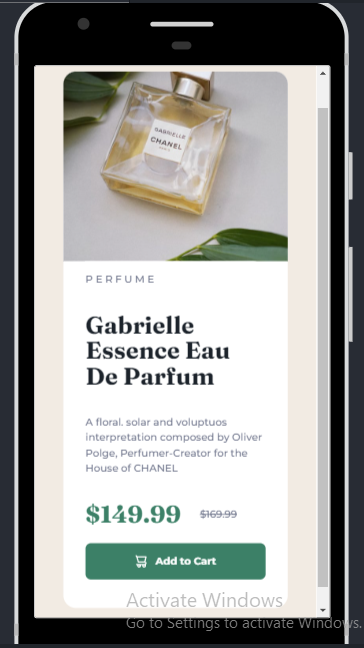 GABRIELLE
CHANEL
PARIS
PERFUME
Gabrielle
Essence Eau
De Parfum
A floral. solar and voluptuos
interpretation composed by Oliver
Polge, Perfumer-Creator for the
House of CHANEL
$149.99 $169.99
Add to Cart
Activate Windows
Go to Settings to activate Windows.